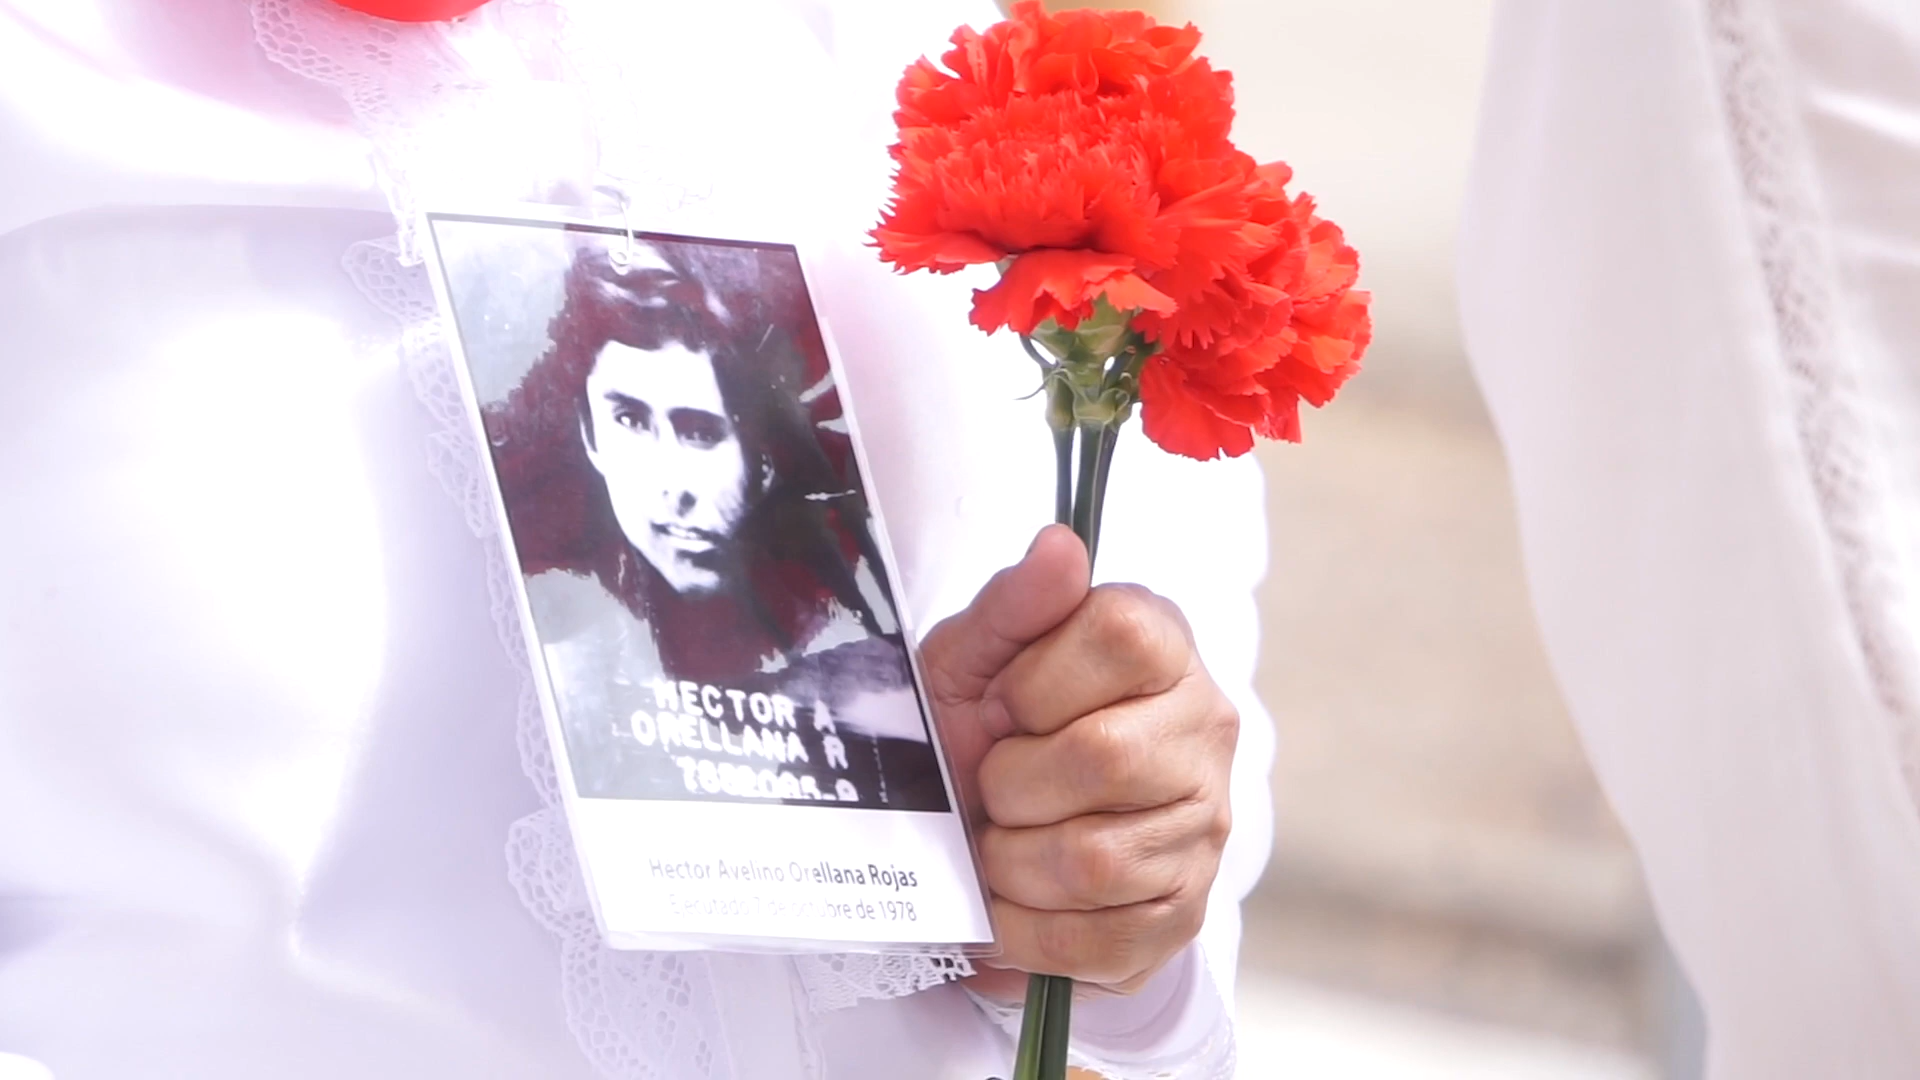 HECTOR A
ORELLANA R
Hector Avelino Orellana Rojas
Ejecutado 7 de octubre de 1978